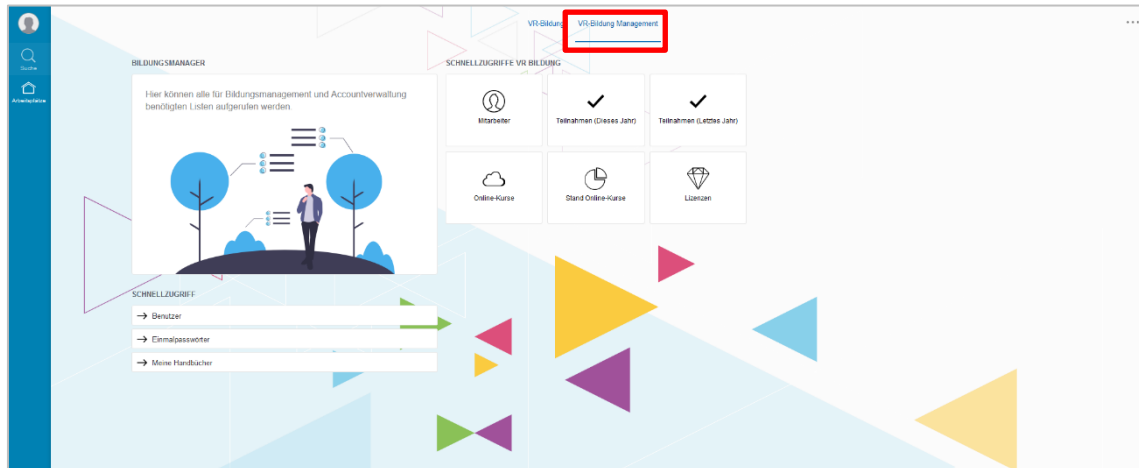 VR-Bildung VR-Bildung Management
Suche
Arbeitsplätze
BILDUNGSMANAGER
Hier können alle für Bildungsmanagement und Accountverwaltung
benötigten Listen aufgerufen werden.
SCHNELLZUGRIFF
Benutzer
Einmalpasswörter
Meine Handbücher
SCHNELLZUGRIFFE VR BILDUNG
Mitarbeiter
Teilnahmen (Dieses Jahr)
Teilnahmen (Letztes Jahr)
Online-Kurse
Stand Online-Kurse
Lizenzen